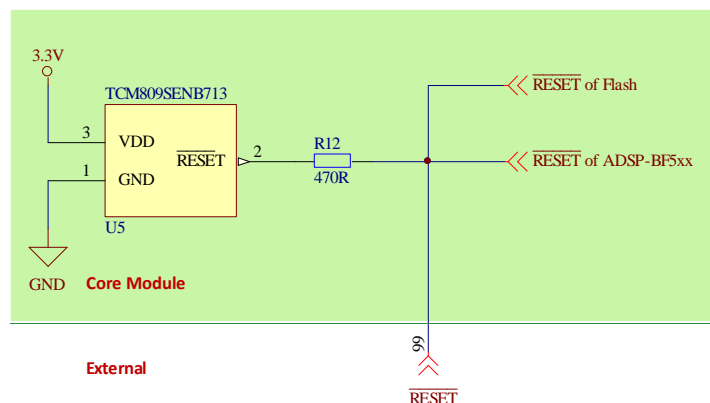 3.3V
TCM809SENB713
3
VDD
RESET
2
1
GND
U5
R12
470R
RESET of Flash
RESET of ADSP-BF5xx
GND
Core Module
99
External
RESET